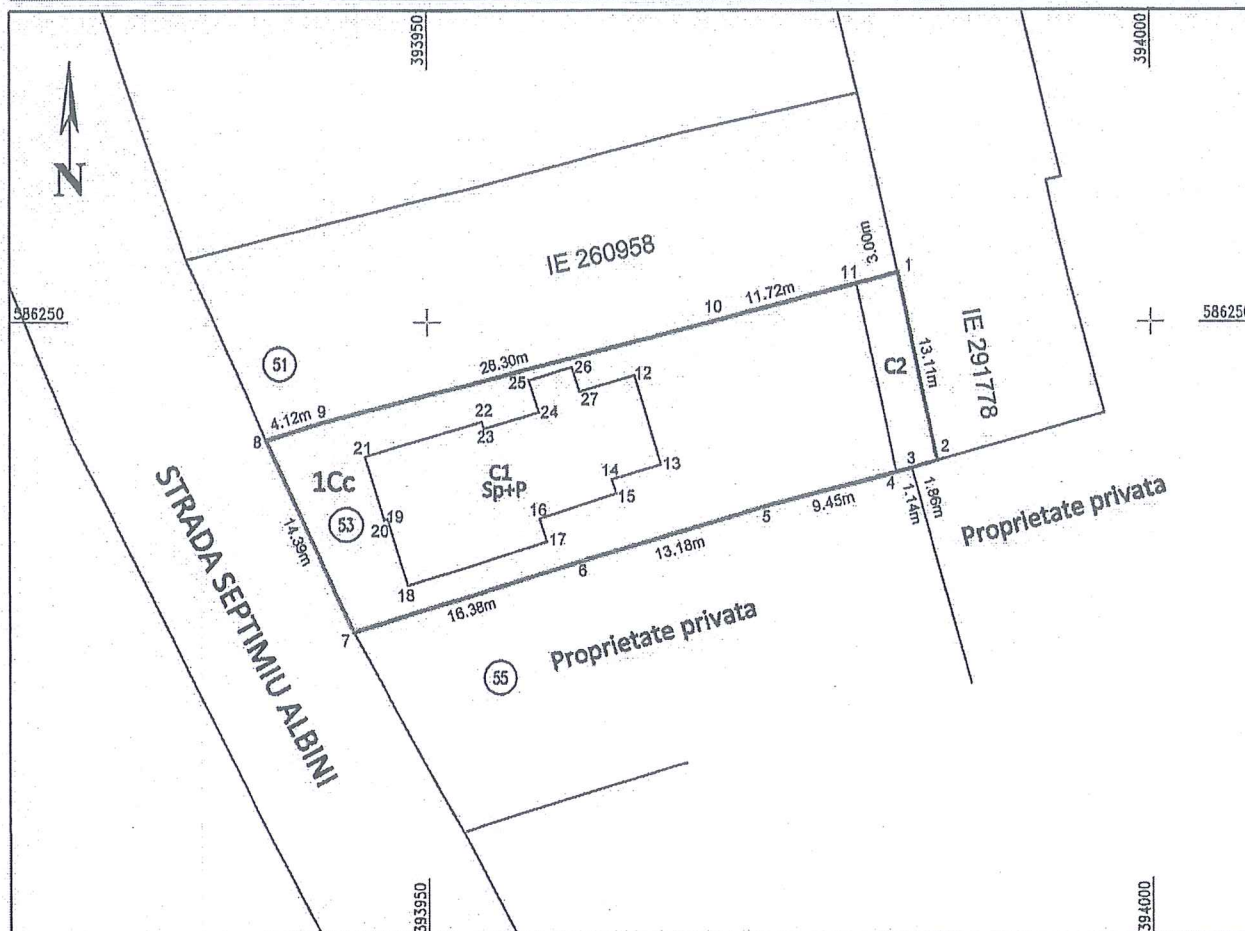 393950
394000
N
IE 260958
3.00m
1
11
11.72m
10
586250
586250
IE 291778
51
28.30m
26
12
25
27
13.11m
C2
4.12m 9
22
24
23
8
21
1Cc
C1
Sp+P
13
14
15
3
2
4
1.14m
1.86m
19
20
53
16
17
5
9.45m
Proprietate privata
14.39m
13.18m
6
18
16.38m
7
STRADA SEPTIMIU ALBINI
Proprietate privata
55
393950
394000